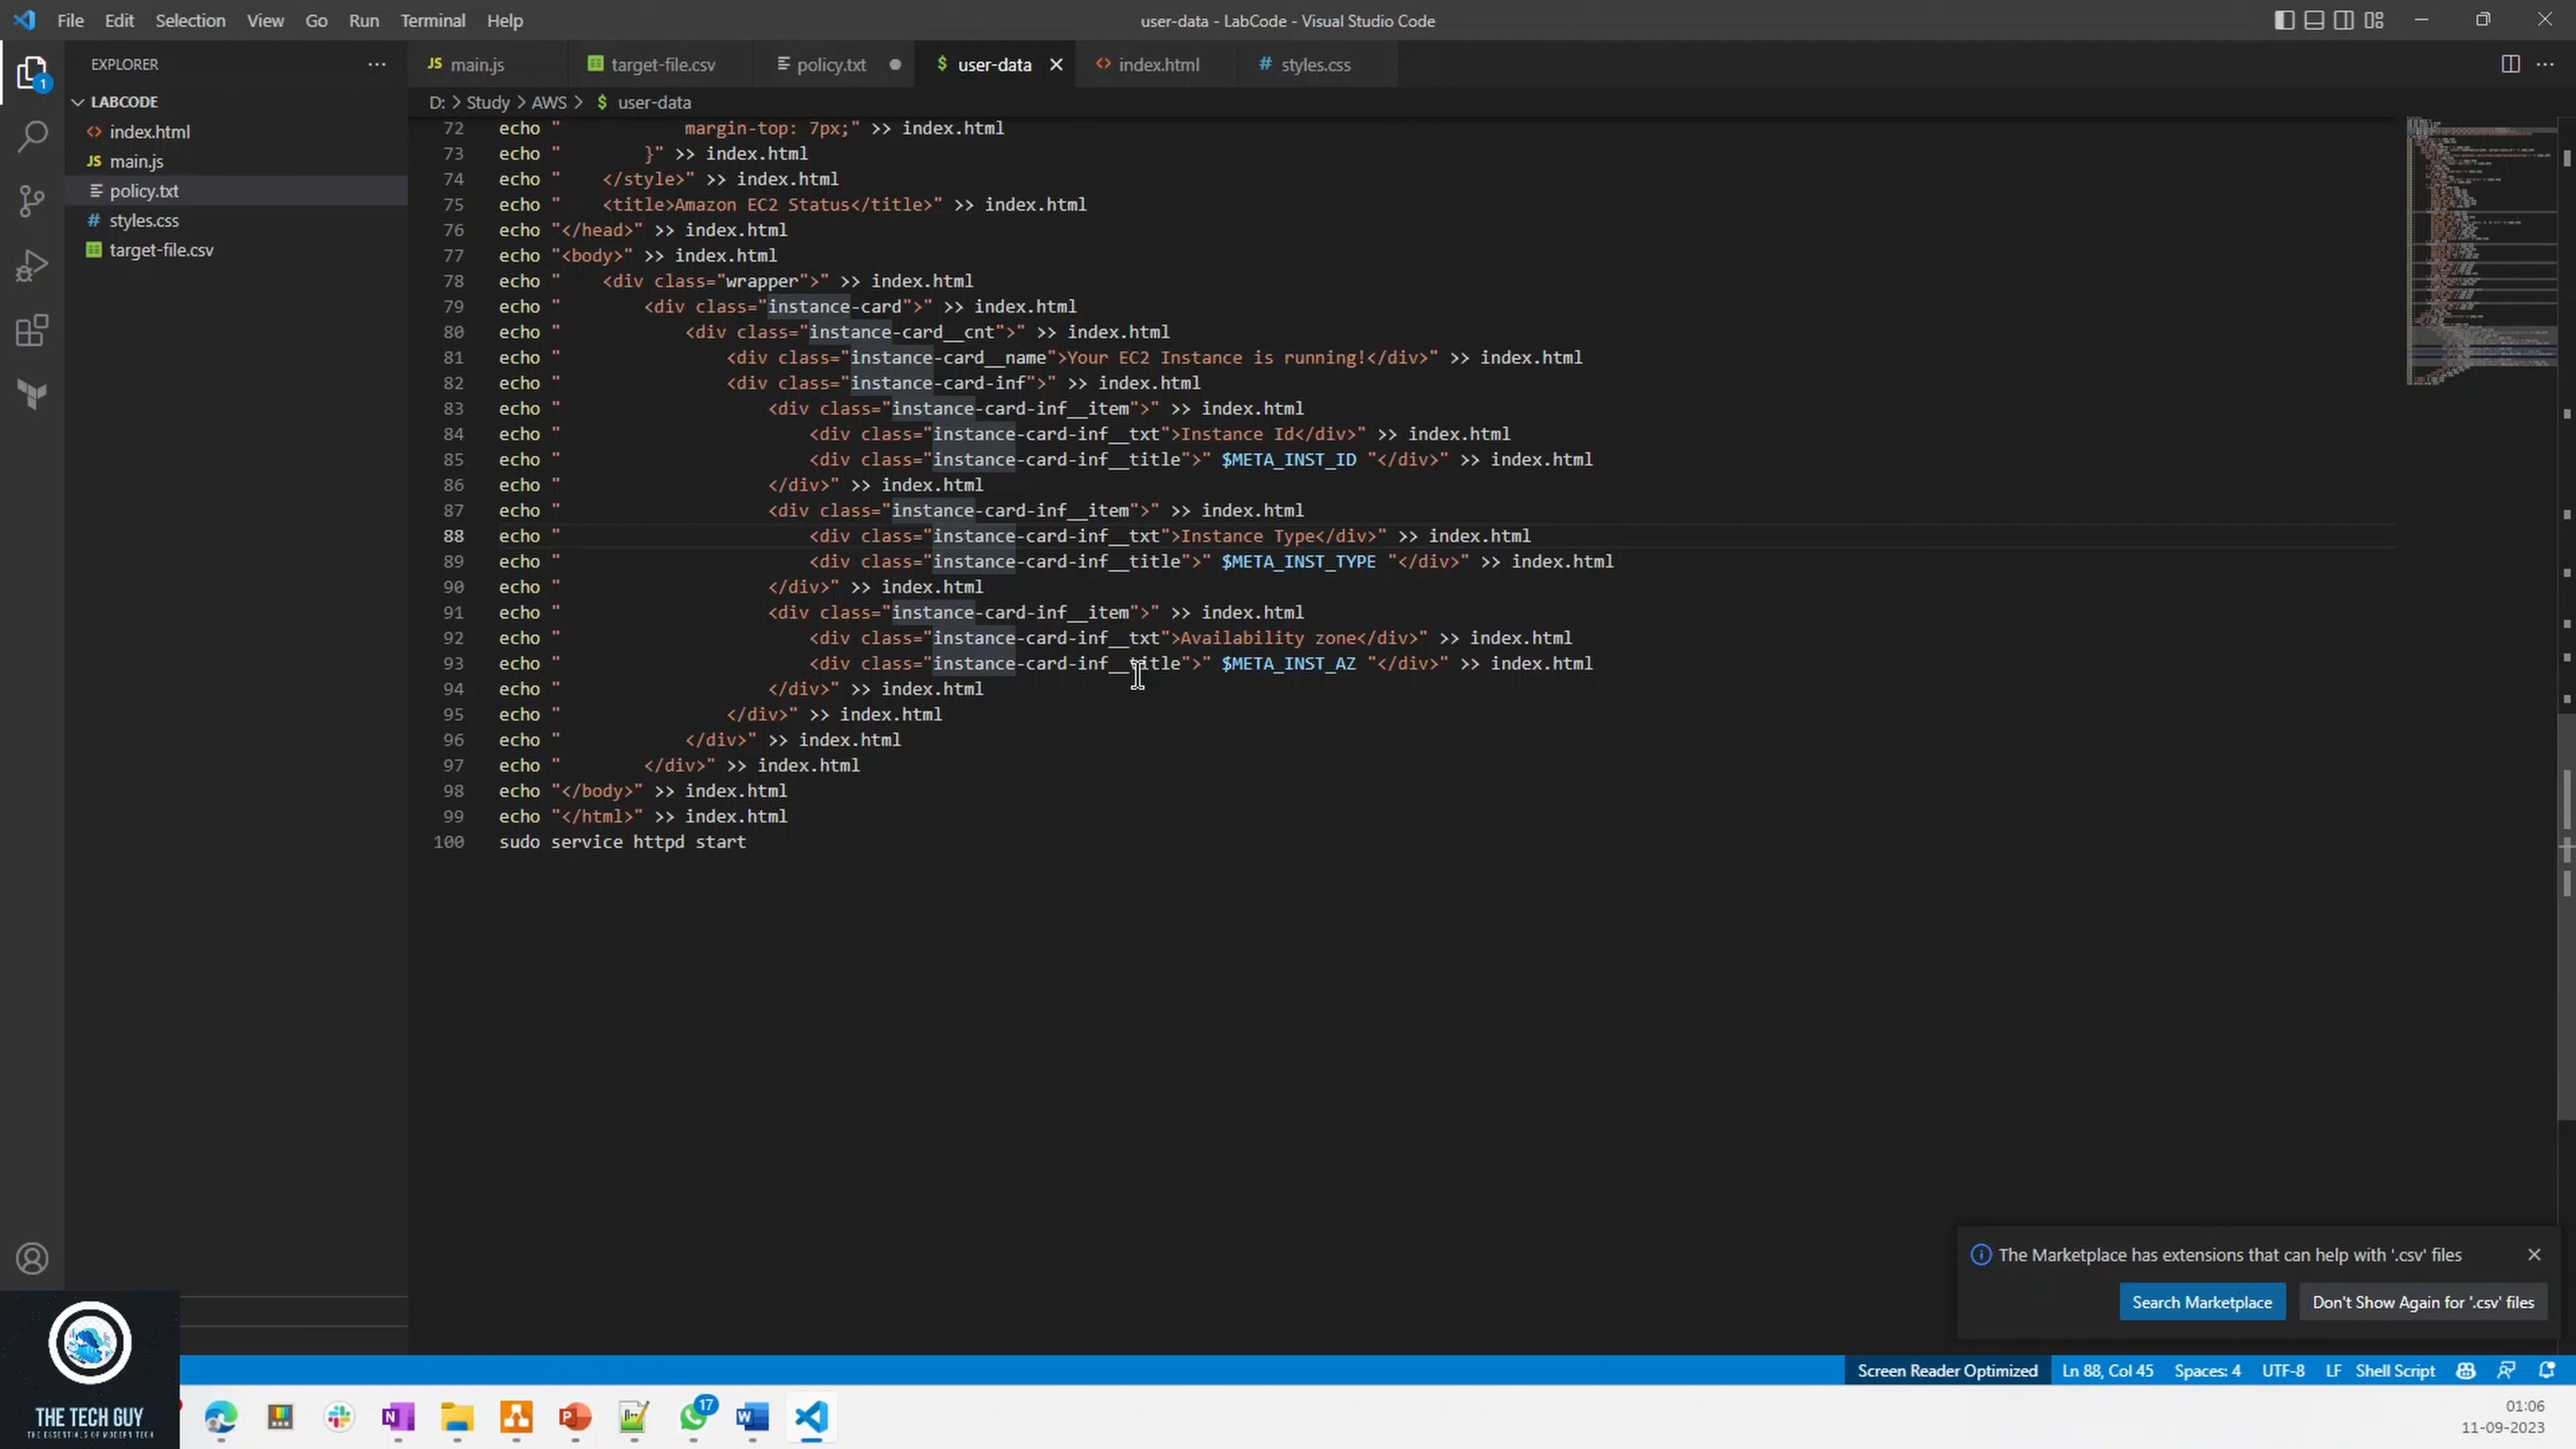 File Edit Selection View Go Run Terminal Help
user-data - LabCode - Visual Studio Code
EXPLORER
1
LABCODE
index.html
JS main.js
policy.txt
# styles.css
target-file.csv
JS main.js
target-file.csv
policy.txt
$ user-data
index.html
# styles.css
D: > Study > AWS > $ user-data
72 echo "            margin-top: 7px;" >> index.html
73 echo "        }" >> index.html
74 echo "    </style>" >> index.html
75 echo "    <title>Amazon EC2 Status</title>" >> index.html
76 echo "</head>" >> index.html
77 echo "<body>" >> index.html
78 echo "    <div class="wrapper">" >> index.html
79 echo "        <div class="instance-card">" >> index.html
80 echo "            <div class="instance-card__cnt">" >> index.html
81 echo "                <div class="instance-card__name">Your EC2 Instance is running!</div>" >> index.html
82 echo "                <div class="instance-card-inf">" >> index.html
83 echo "                    <div class="instance-card-inf__item">" >> index.html
84 echo "                        <div class="instance-card-inf__txt">Instance Id</div>" >> index.html
85 echo "                        <div class="instance-card-inf__title">" $META_INST_ID "</div>" >> index.html
86 echo "                    </div>" >> index.html
87 echo "                    <div class="instance-card-inf__item">" >> index.html
88 echo "                        <div class="instance-card-inf__txt">Instance Type</div>" >> index.html
89 echo "                        <div class="instance-card-inf__title">" $META_INST_TYPE "</div>" >> index.html
90 echo "                    </div>" >> index.html
91 echo "                    <div class="instance-card-inf__item">" >> index.html
92 echo "                        <div class="instance-card-inf__txt">Availability zone</div>" >> index.html
93 echo "                        <div class="instance-card-inf__title">" $META_INST_AZ "</div>" >> index.html
94 echo "                    </div>" >> index.html
95 echo "                </div>" >> index.html
96 echo "            </div>" >> index.html
97 echo "        </div>" >> index.html
98 echo "</body>" >> index.html
99 echo "</html>" >> index.html
100 sudo service httpd start
The Marketplace has extensions that can help with '.csv' files
Search Marketplace
Don't Show Again for '.csv' files
Screen Reader Optimized Ln 88, Col 45 Spaces: 4 UTF-8 LF Shell Script
THE TECH GUY
THE ESSENTIALS OF MODERN TECH
17
01:06
11-09-2023